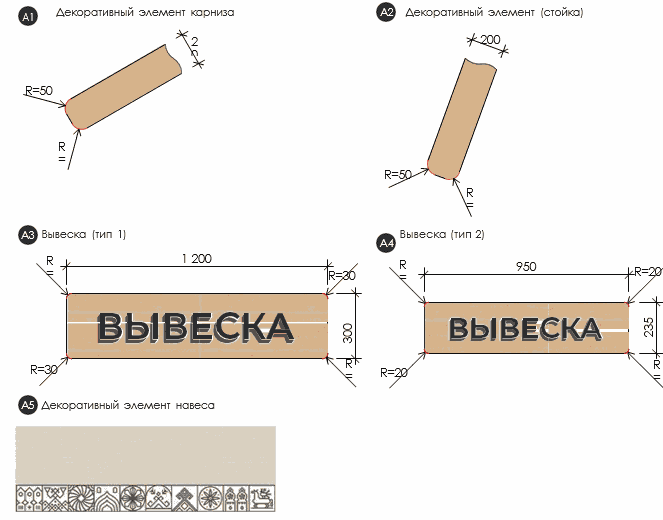 А1 Декоративный элемент карниза
А2 Декоративный элемент (стойка)
200
R=50
R
=
R=50
R
=
А3 Вывеска (тип 1)
А4 Вывеска (тип 2)
R
=
1 200
R=30
R
=
950
R=20
ВЫВЕСКА
300
ВЫВЕСКА
235
R=30
R
=
R=20
R
=
А5 Декоративный элемент навеса